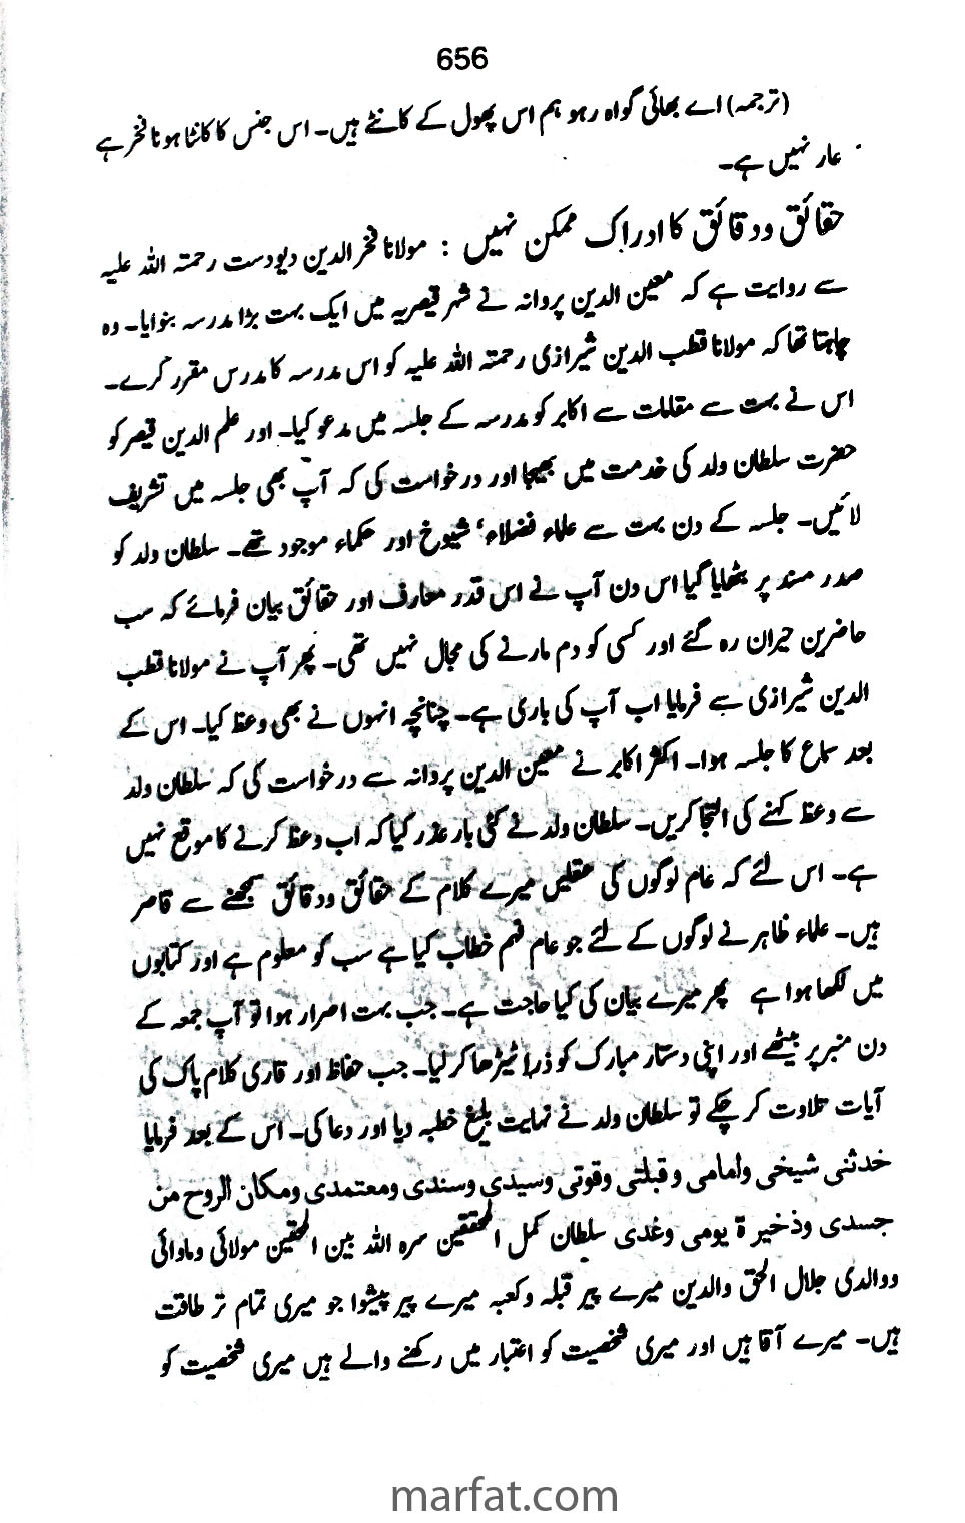 656
(ترجمہ) اے بھائی گواہ رہو ہم اس پھول کے کانٹے ہیں۔ اس جنس کا کانٹا ہونا فخر ہے
عار نہیں ہے۔
حقائق ودقائق کا ادراک ممکن نہیں : مولانا فخر الدین دیودست رحمتہ اللہ علیہ
سے روایت ہے کہ معین الدین پروانہ نے شہر قیصریہ میں ایک بہت بڑا مدرسہ بنوایا۔ وہ
چاہتا تھا کہ مولانا قطب الدین شیرازی رحمتہ اللہ علیہ کو اس مدرسہ کا مدرس مقرر کرے۔
اس نے بہت سے مقامات سے اکابر کو مدرسہ کے جلسہ میں مدعو کیا۔ اور علم الدین قیصر کو
حضرت سلطان ولد کی خدمت میں بھیجا اور درخواست کی کہ آپ بھی جلسہ میں تشریف
لائیں۔ جلسہ کے دن بہت سے علماء فضلاء' شیوخ اور حکماء موجود تھے۔ سلطان ولد کو
صدر مسند پر بٹھایا گیا اس دن آپ نے اس قدر معارف اور حقائق بیان فرمائے کہ سب
حاضرین حیران رہ گئے اور کسی کو دم مارنے کی مجال نہیں تھی۔ پھر آپ نے مولانا قطب
الدین شیرازی سے فرمایا اب آپ کی باری ہے۔ چنانچہ انہوں نے بھی وعظ کیا۔ اس کے
بعد سماع کا جلسہ ہوا۔ اکثر اکابر نے معین الدین پروانہ سے درخواست کی کہ سلطان ولد
سے وعظ کہنے کی التجا کریں۔ سلطان ولد نے کئی بار عذر کیا کہ اب وعظ کرنے کا موقع نہیں
ہے۔ اس لئے کہ عام لوگوں کی عقلیں میرے کلام کے حقائق ودقائق سمجھنے سے قاصر
ہیں۔ علماء ظاہر نے لوگوں کے لئے جو عام فہم خطاب کیا ہے سب کو معلوم ہے اور کتابوں
میں لکھا ہوا ہے پھر میرے بیان کی کیا حاجت ہے۔ جب بہت اصرار ہوا تو آپ جمعہ کے
دن منبر پر بیٹھے اور اپنی دستار مبارک کو ذرا ٹیڑھا کر لیا۔ جب حفاظ اور قاری کلام پاک کی
آیات تلاوت کر چکے تو سلطان ولد نے نہایت بلیغ خطبہ دیا اور دعا کی۔ اس کے بعد فرمایا
خدثنی شیخی وامامی وقبلتی وقوتی وسیدی وسندی ومعتمدی ومکان الروح من
جسدی وذخیرۃ یومی وغدی سلطان کمل المحققین سرہ اللہ بین المحقین مولائی وماوائی
ووالدی جلال الحق والدین میرے پیر قبلہ وکعبہ میرے پیر پیشوا جو میری تمام تر طاقت
ہیں۔ میرے آقا ہیں اور میری شخصیت کو اعتبار میں رکھنے والے ہیں میری شخصیت کو
marfat.com